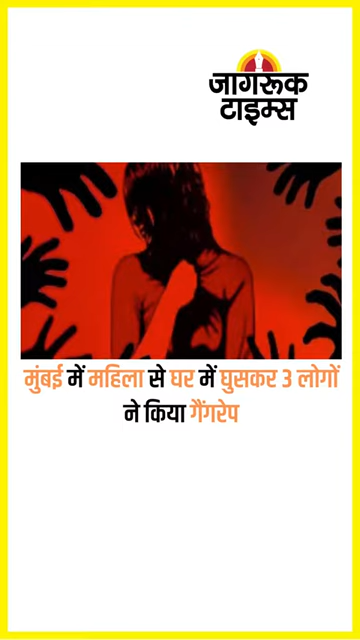 जागरूक
टाइम्स
मुंबई में महिला से घर में घुसकर 3 लोगों
ने किया गैंगरेप